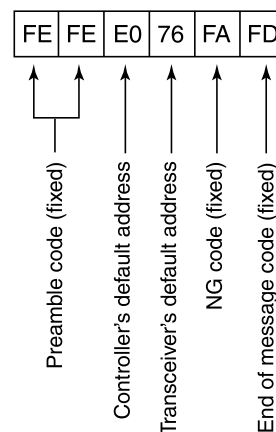 FE FE E0 76 FA FD
Preamble code (fixed)
Controller's default address
Transceiver's default address
NG code (fixed)
End of message code (fixed)